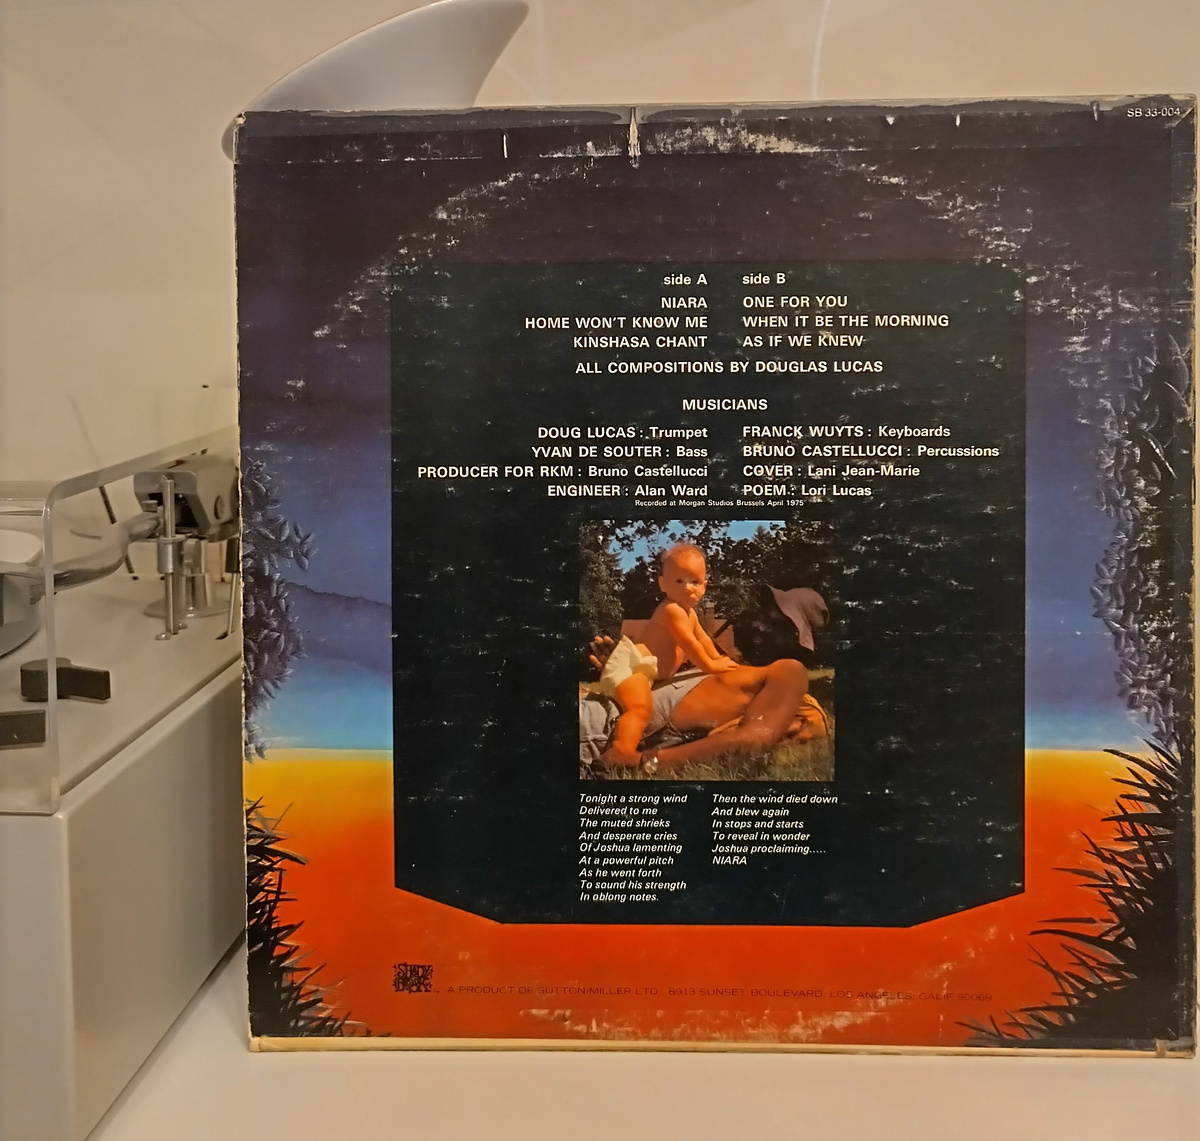 SB 33-004
side A side B
NIARA ONE FOR YOU
HOME WON'T KNOW ME WHEN IT BE THE MORNING
KINSHASA CHANT AS IF WE KNEW
ALL COMPOSITIONS BY DOUGLAS LUCAS
MUSICIANS
DOUG LUCAS : Trumpet FRANCK WUYTS : Keyboards
YVAN DE SOUTER : Bass BRUNO CASTELLUCCI : Percussions
PRODUCER FOR RKM : Bruno Castellucci COVER : Lani Jean-Marie
ENGINEER : Alan Ward POEM : Lori Lucas
Recorded at Morgan Studios Brussels April 1975
Tonight a strong wind
Delivered to me
The muted shrieks
And desperate cries
Of Joshua lamenting
At a powerful pitch
As he went forth
To sound his strength
In oblong notes.
Then the wind died down
And blew again
In stops and starts
To reveal in wonder
Joshua proclaiming.....
NIARA
SHADY BROOK
A PRODUCT OF SUTTON/MILLER LTD., 8913 SUNSET BOULEVARD, LOS ANGELES, CALIF. 90069